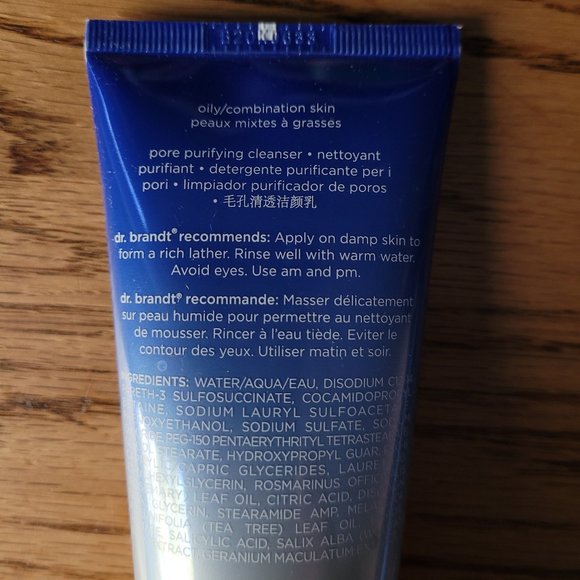 oily/combination skin
peaux mixtes à grasses
pore purifying cleanser • nettoyant
purifiant • detergente purificante per i
pori • limpiador purificador de poros
• 毛孔清透洁颜乳
dr. brandt® recommends: Apply on damp skin to
form a rich lather. Rinse well with warm water.
Avoid eyes. Use am and pm.
dr. brandt® recommande: Masser délicatement
sur peau humide pour permettre au nettoyant
de mousser. Rincer à l'eau tiède. Eviter le
contour des yeux. Utiliser matin et soir.
INGREDIENTS: WATER/AQUA/EAU, DISODIUM
SULFOSUCCINATE, COCAMIDOPROPYL
SODIUM LAURYL SULFOACETATE
SODIUM SULFATE,
PEG-150 PENTAERYTHRITYL
HYDROXYPROPYL GUAR
CAPRIC GLYCERIDES,
ROSMARINUS
LEAF OIL, CITRIC ACID,
STEARAMIDE AMP,
(TEA TREE) LEAF OIL
SALICYLIC ACID, SALIX ALBA
GERANIUM MACULATUM